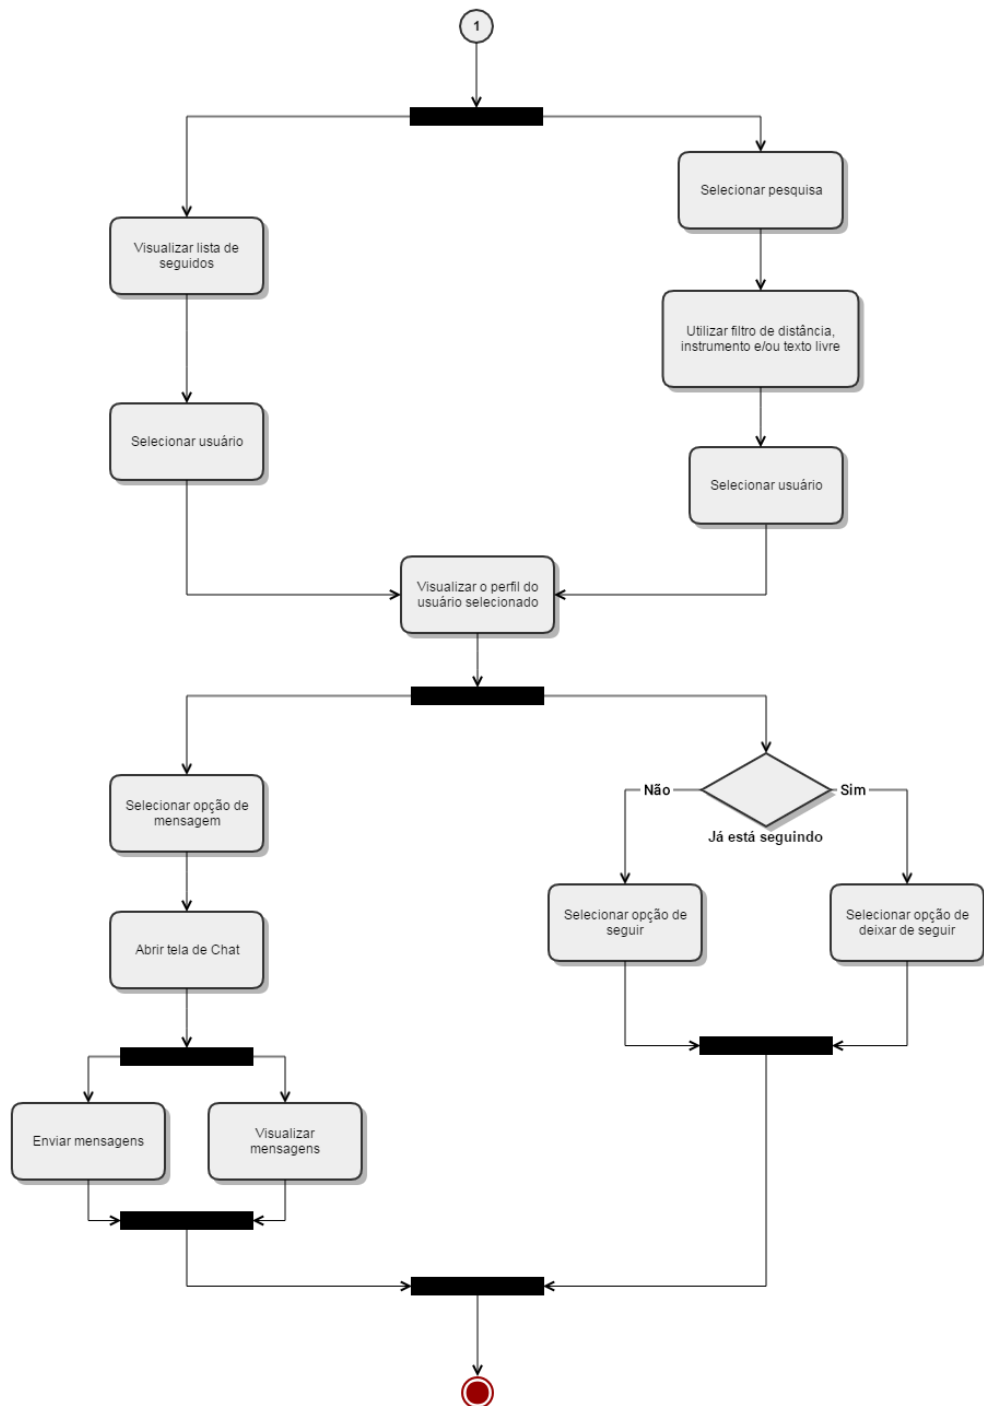 1
Selecionar pesquisa
Visualizar lista de
seguidos
Utilizar filtro de distância,
instrumento e/ou texto livre
Selecionar usuário
Selecionar usuário
Visualizar o perfil do
usuário selecionado
Selecionar opção de
mensagem
Não
Sim
Já está seguindo
Selecionar opção de
seguir
Selecionar opção de
deixar de seguir
Abrir tela de Chat
Enviar mensagens
Visualizar
mensagens